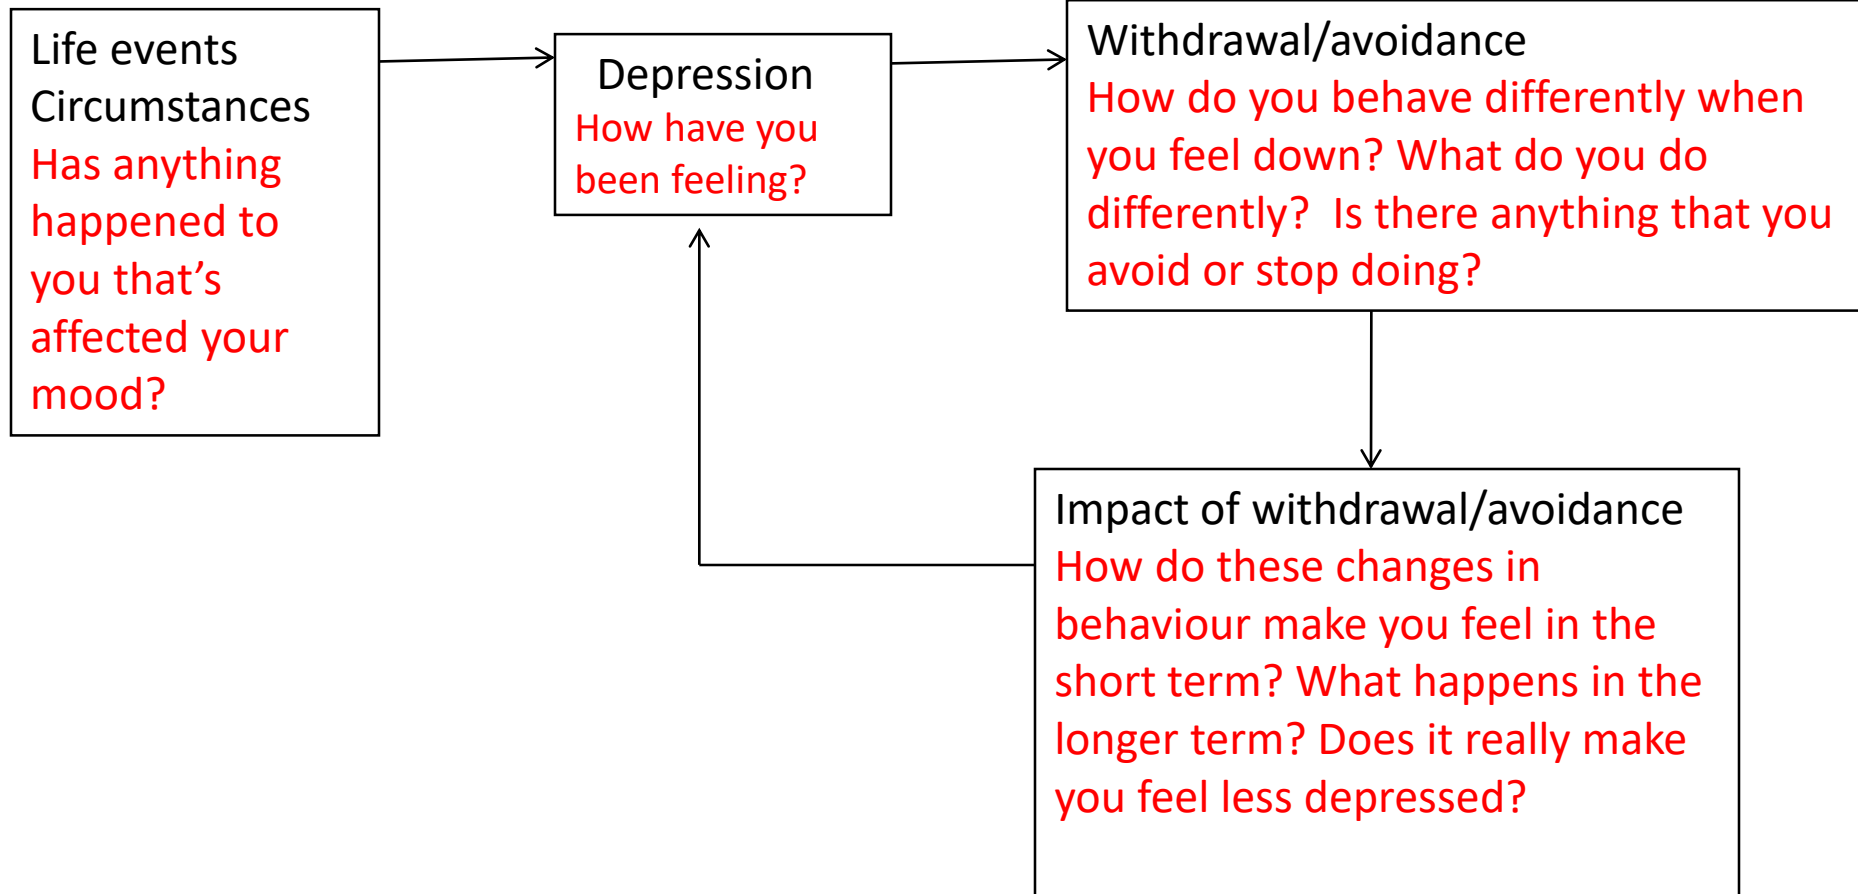 Life events
Circumstances
Has anything
happened to
you that’s
affected your
mood?
Depression
How have you
been feeling?
Withdrawal/avoidance
How do you behave differently when
you feel down? What do you do
differently?  Is there anything that you
avoid or stop doing?
Impact of withdrawal/avoidance
How do these changes in
behaviour make you feel in the
short term? What happens in the
longer term? Does it really make
you feel less depressed?